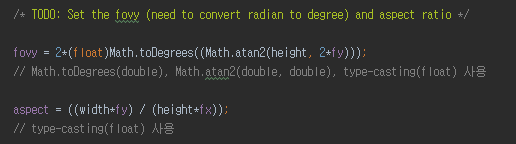 /* TODO: Set the fovy (need to convert radian to degree) and aspect ratio */
fovy = 2*(float)Math.toDegrees((Math.atan2(height, 2*fy)));
// Math.toDegrees(double), Math.atan2(double, double), type-casting(float) 사용
aspect = ((width*fy) / (height*fx));
// type-casting(float) 사용